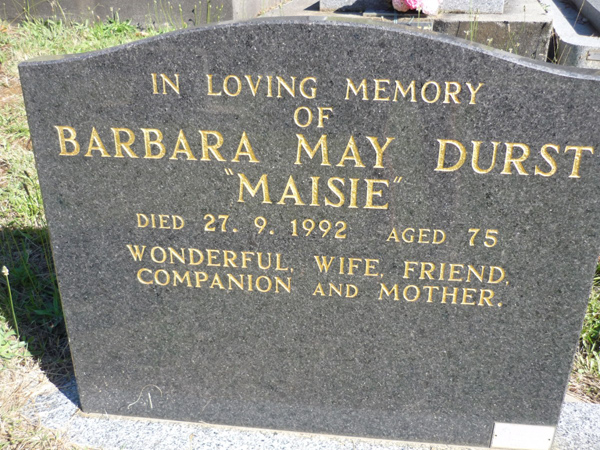 IN LOVING MEMORY
OF
BARBARA MAY DURST
"MAISIE"
DIED 27. 9. 1992 AGED 75
WONDERFUL, WIFE, FRIEND,
COMPANION AND MOTHER.